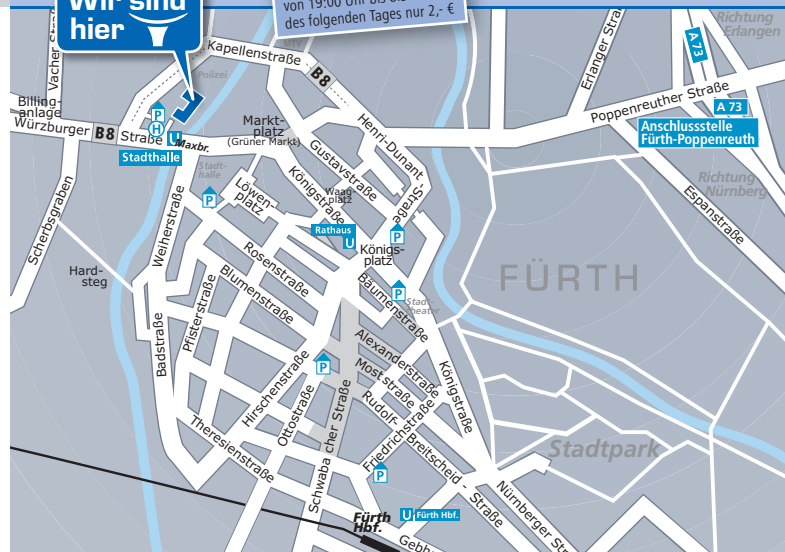 Wir sind
hier
von 19:00 Uhr bis
des folgenden Tages nur 2,- €
Richtung
Erlangen
A 73
Erlanger
Poppenreuther Straße
A 73
Anschlussstelle
Fürth-Poppenreuth
Richtung
Nürnberg
Espanstraße
Kapellenstraße
B8
MTV
Polizei
Vacher
Billing-
anlage
Würzburger B8 Straße
P
H
U
Maxbr.
Stadthalle
Stadt-
halle
P
Markt-
platz
(Grüner Markt)
Henri-Dunant-Straße
Gustavstraße
Königstraße
Waag-
platz
Löwen-
platz
Rathaus
U
P
Königs-
platz
Scherbsgraben
Weiherstraße
Hard-
steg
Rosenstraße
Blumenstraße
Pfisterstraße
Badstraße
P
Bäumenstraße
Stadt-
theater
FÜRTH
Alexanderstraße
Moststraße
Königstraße
P
Hirschenstraße
Ottostraße
Schwabacher Straße
Theresienstraße
Rudolf-Breitscheid-Straße
Friedrichstraße
P
Stadtpark
Nürnberger
Fürth
Hbf.
U Fürth Hbf.